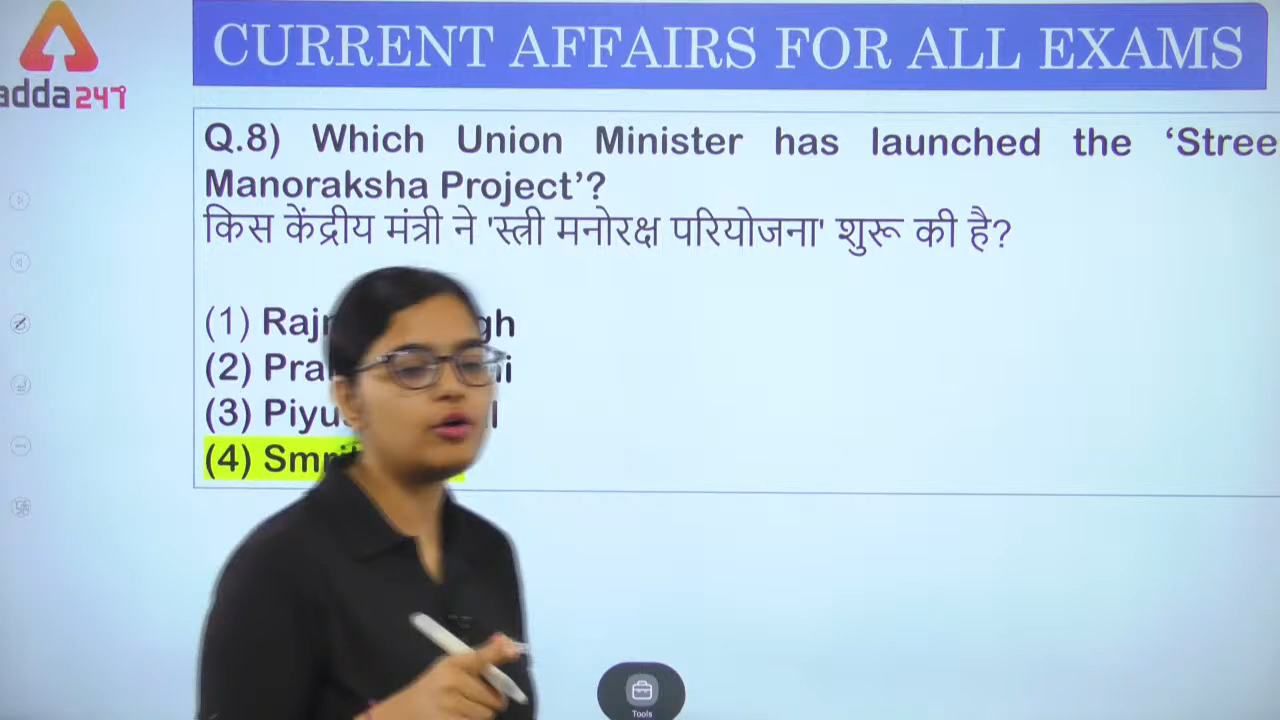 CURRENT AFFAIRS FOR ALL EXAMS
adda247
Q.8) Which Union Minister has launched the ‘Stree
Manoraksha Project’?
किस केंद्रीय मंत्री ने 'स्त्री मनोरक्ष परियोजना' शुरू की है?
(1)
(2)
(3)
(4)
Tools